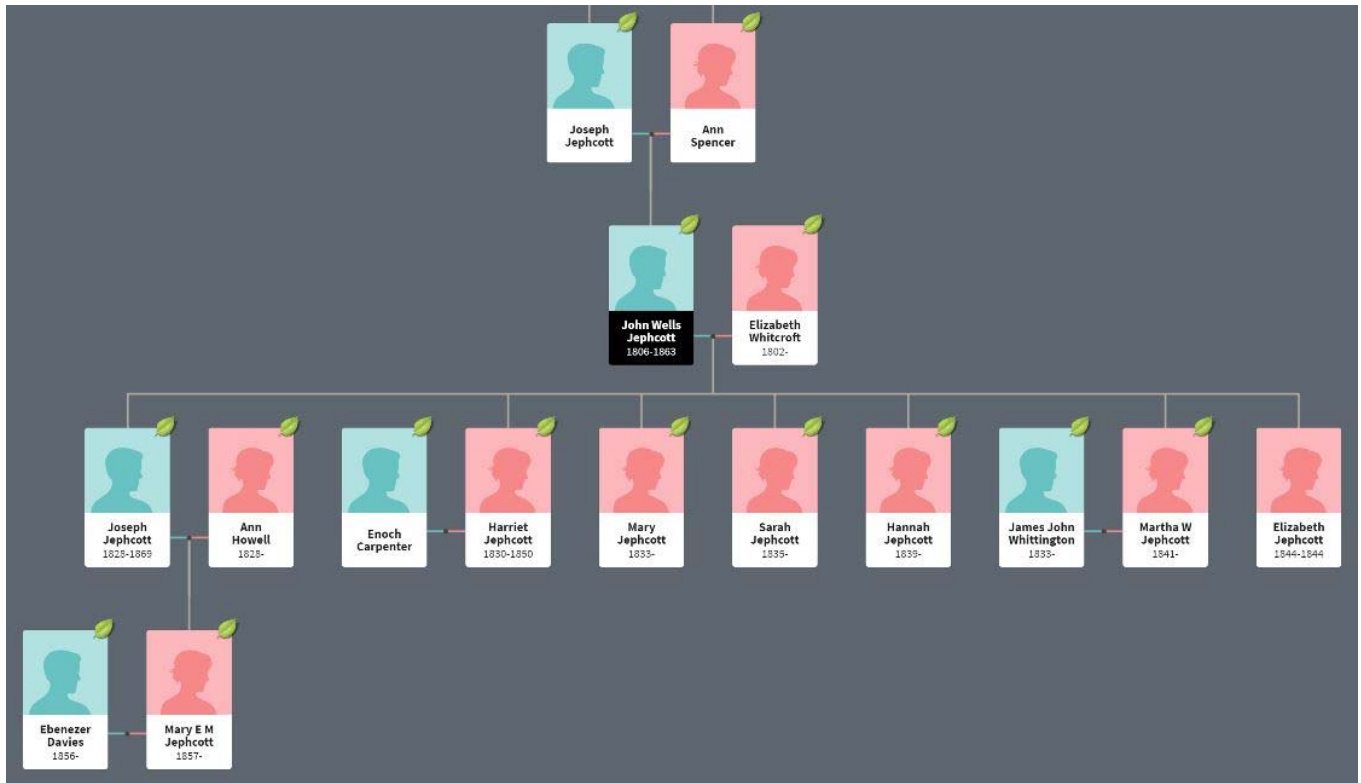 Joseph
Jephcott
Ann
Spencer
John Wells
Jephcott
1806-1863
Elizabeth
Whitcroft
1802-
Joseph
Jephcott
1828-1869
Ann
Howell
1828-
Enoch
Carpenter
Harriet
Jephcott
1830-1850
Mary
Jephcott
1833-
Sarah
Jephcott
1835-
Hannah
Jephcott
1839-
James John
Whittington
1833-
Martha W
Jephcott
1841-
Elizabeth
Jephcott
1844-1844
Ebenezer
Davies
1856-
Mary E M
Jephcott
1857-